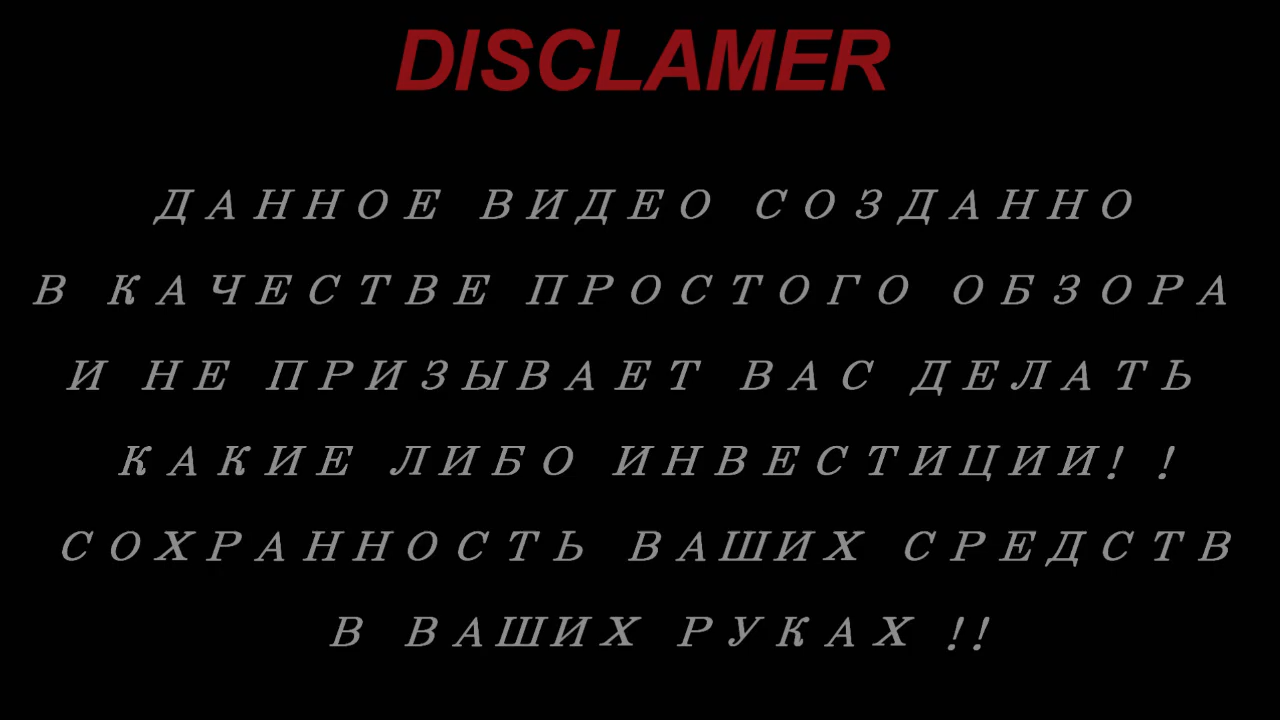 DISCLAMER
ДАННОЕ ВИДЕО СОЗДАННО
В КАЧЕСТВЕ ПРОСТОГО ОБЗОРА
И НЕ ПРИЗЫВАЕТ ВАС ДЕЛАТЬ
КАКИЕ ЛИБО ИНВЕСТИЦИИ! !
СОХРАННОСТЬ ВАШИХ СРЕДСТВ
В ВАШИХ РУКАХ !!